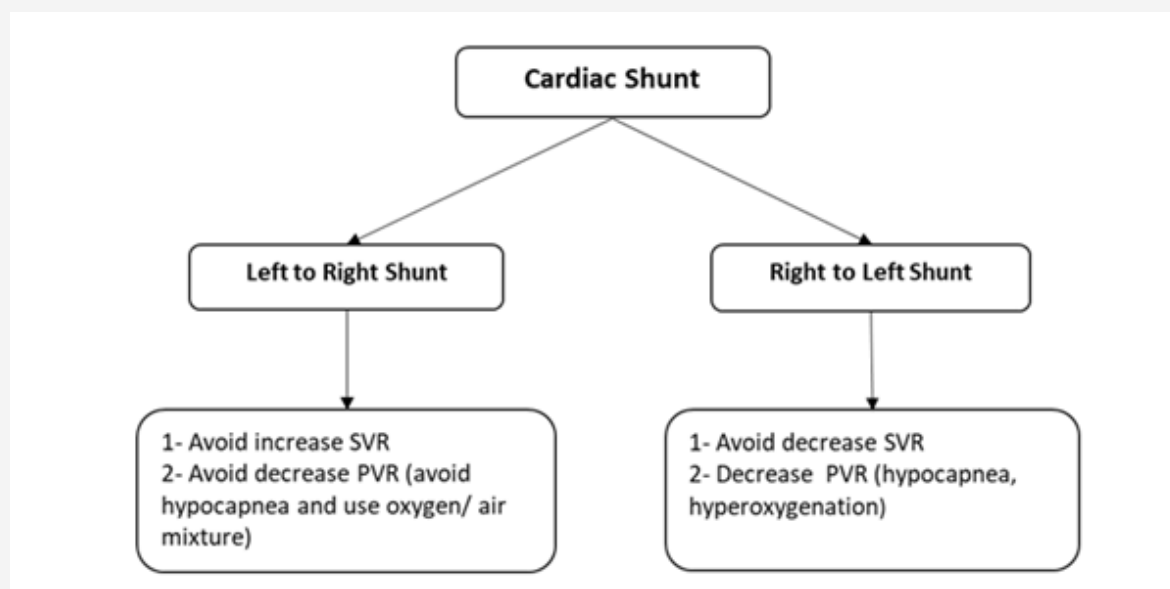 Cardiac Shunt
Left to Right Shunt
Right to Left Shunt
1- Avoid increase SVR
2- Avoid decrease PVR (avoid
hypocapnea and use oxygen/ air
mixture)
1- Avoid decrease SVR
2- Decrease PVR (hypocapnea,
hyperoxygenation)